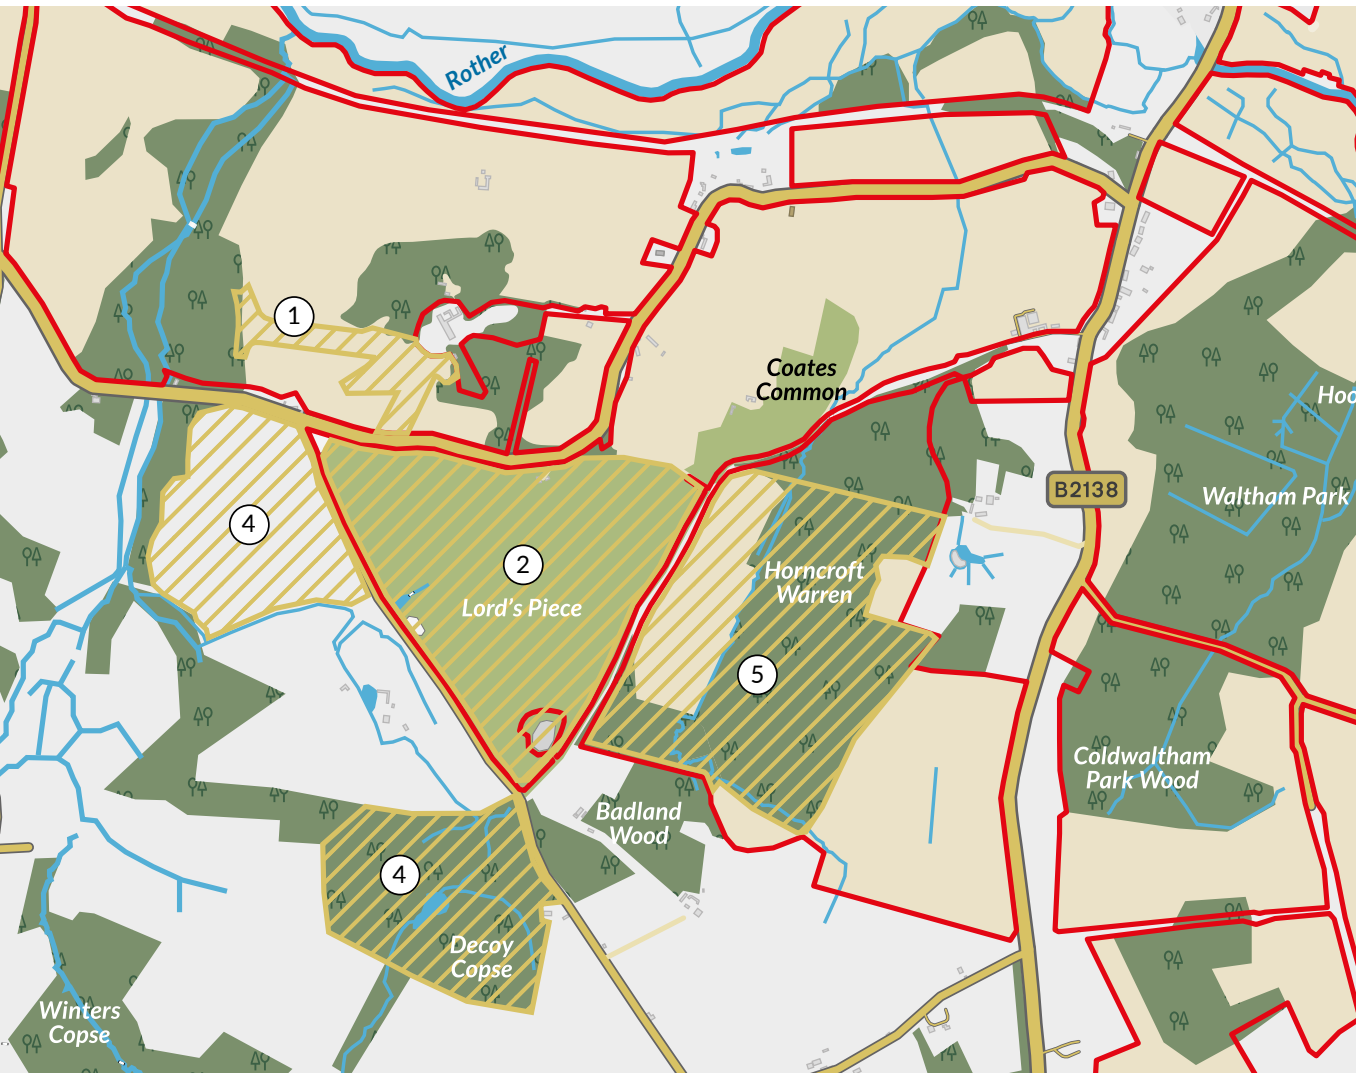 Rother
1
Coates
Common
Hoo
B2138
Waltham Park
4
2
Lord's Piece
Horncroft
Warren
5
Coldwaltham
Park Wood
Badland
Wood
4
Decoy
Copse
Winters
Copse